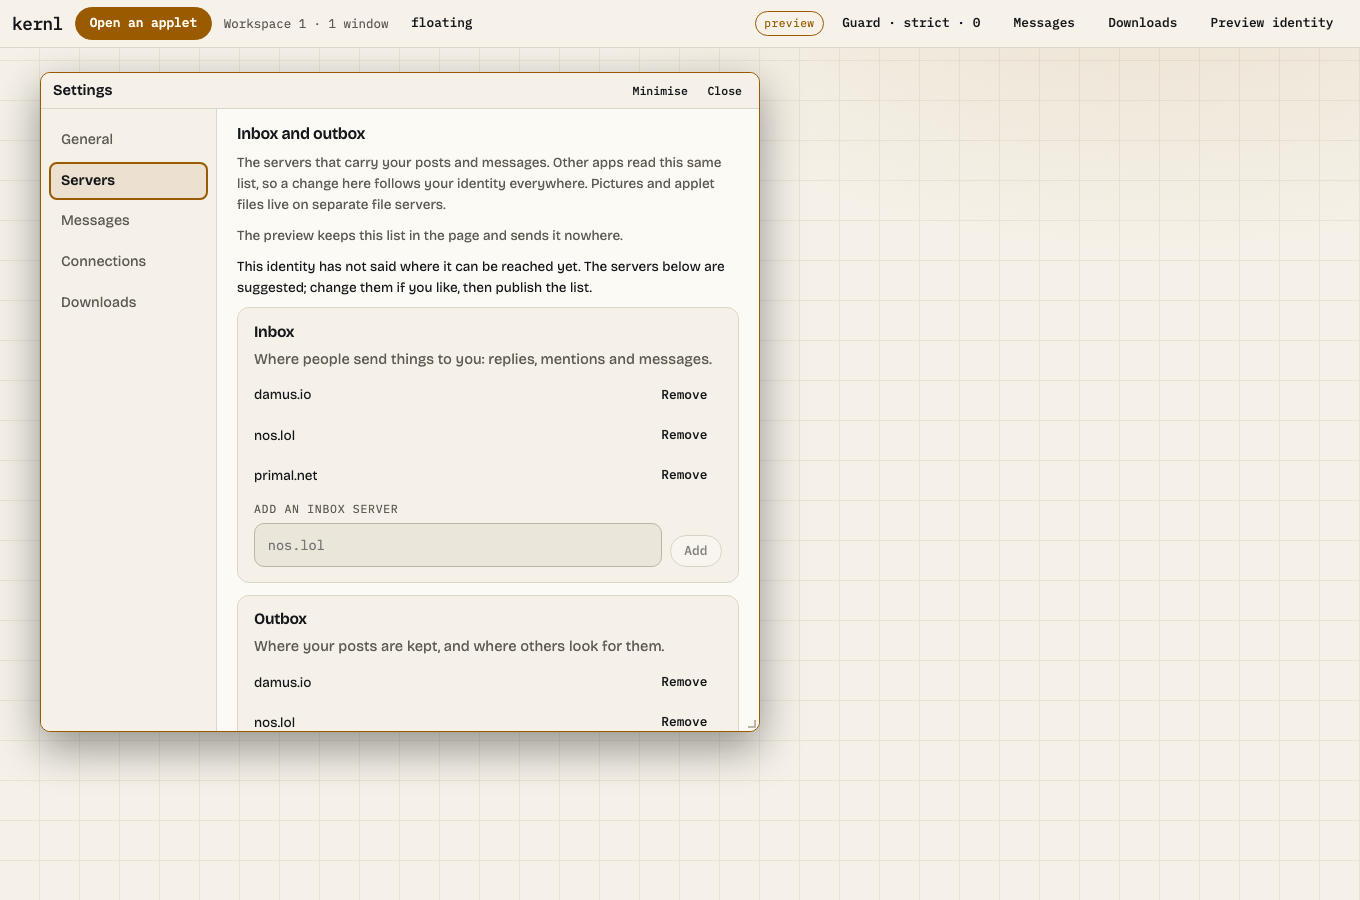 kernl
Open an applet
Workspace 1 · 1 window
floating
preview
Guard · strict · 0
Messages
Downloads
Preview identity
Settings
Minimise
Close
General
Servers
Messages
Connections
Downloads
Inbox and outbox
The servers that carry your posts and messages. Other apps read this same
list, so a change here follows your identity everywhere. Pictures and applet
files live on separate file servers.
The preview keeps this list in the page and sends it nowhere.
This identity has not said where it can be reached yet. The servers below are
suggested; change them if you like, then publish the list.
Inbox
Where people send things to you: replies, mentions and messages.
damus.io
Remove
nos.lol
Remove
primal.net
Remove
ADD AN INBOX SERVER
nos.lol
Add
Outbox
Where your posts are kept, and where others look for them.
damus.io
Remove
nos.lol
Remove